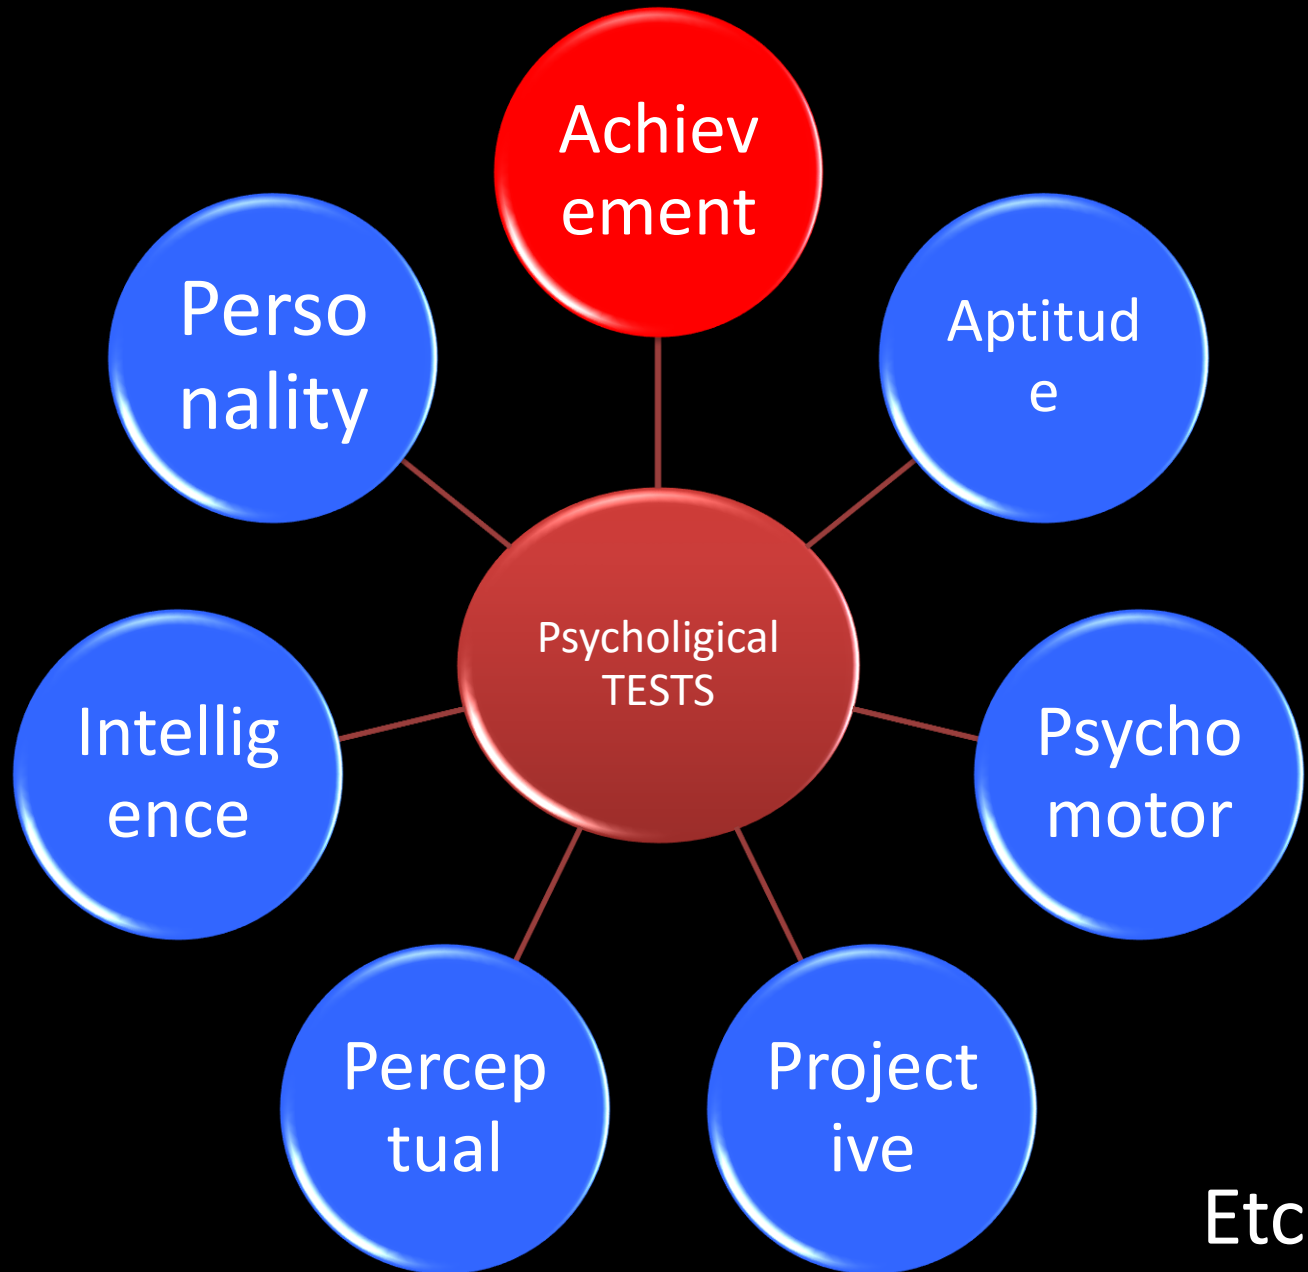 Achiev
ement
Perso
nality
Aptitud
e
Psycholigical
TESTS
Intellig
ence
Psycho
motor
Percep
tual
Project
ive
Etc